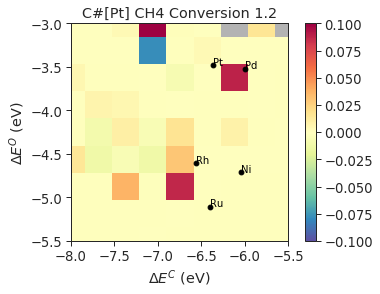 C#[Pt] CH4 Conversion 1.2
ΔE^O (eV)
−3.0
−3.5
−4.0
−4.5
−5.0
−5.5
Pt
Pd
Rh
Ni
Ru
−8.0 −7.5 −7.0 −6.5 −6.0 −5.5
ΔE^C (eV)
0.100
0.075
0.050
0.025
0.000
−0.025
−0.050
−0.075
−0.100